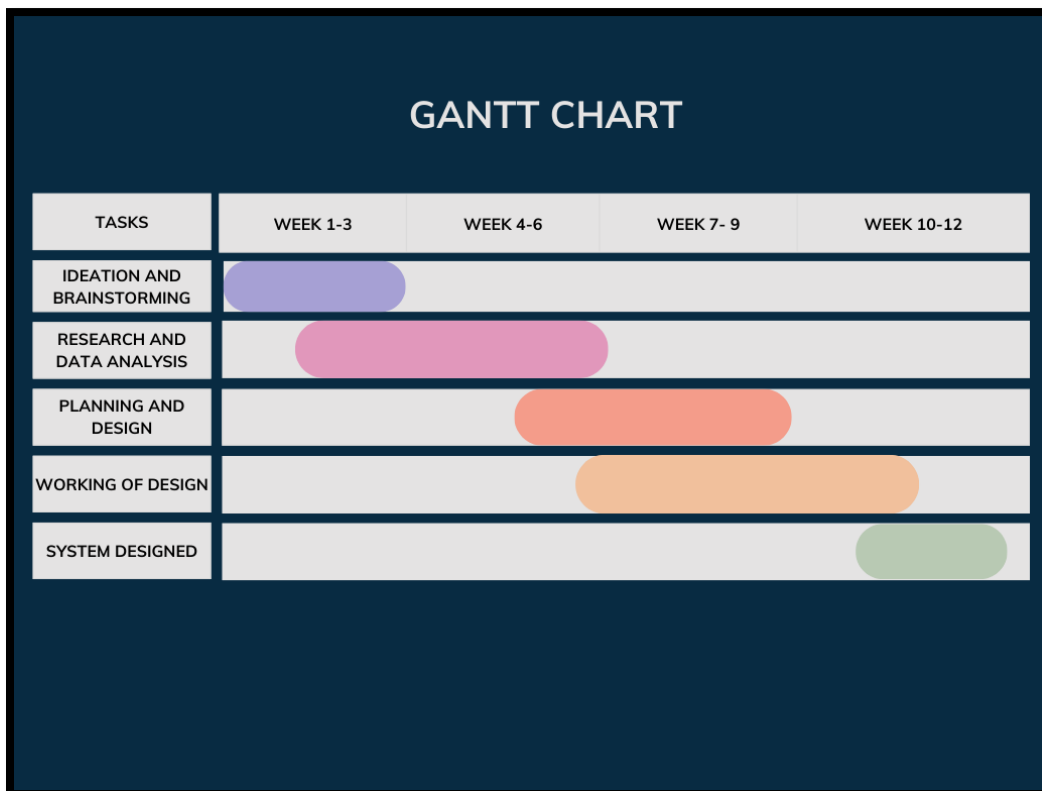 GANTT CHART
TASKS
WEEK 1-3
WEEK 4-6
WEEK 7- 9
WEEK 10-12
IDEATION AND
BRAINSTORMING
RESEARCH AND
DATA ANALYSIS
PLANNING AND
DESIGN
WORKING OF DESIGN
SYSTEM DESIGNED